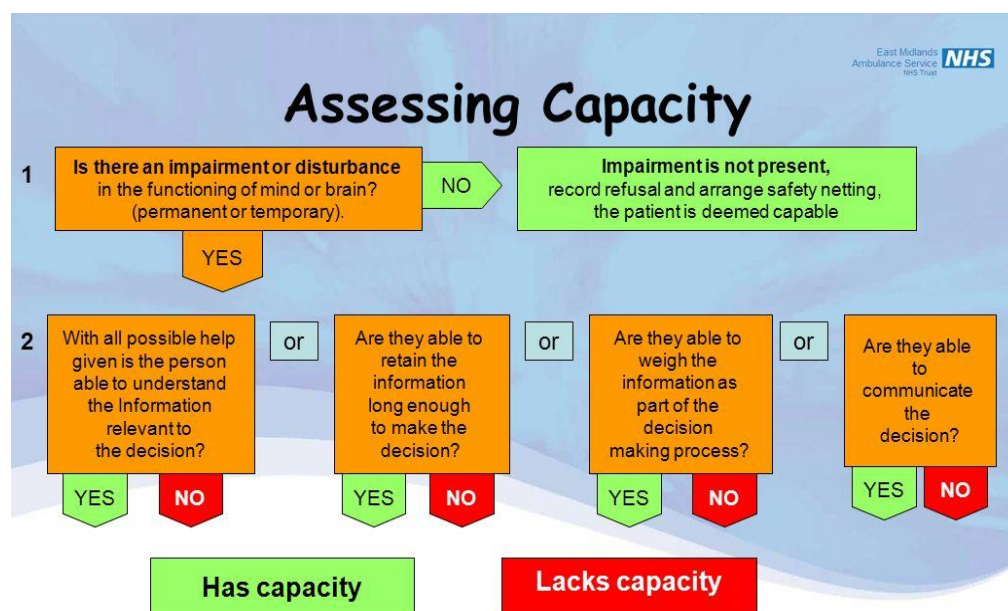 East Midlands
Ambulance Service
NHS Trust
NHS
Assessing Capacity
1
Is there an impairment or disturbance
in the functioning of mind or brain?
(permanent or temporary).
NO
Impairment is not present,
record refusal and arrange safety netting,
the patient is deemed capable
YES
2
With all possible help
given is the person
able to understand
the Information
relevant to
the decision?
or
Are they able to
retain the
information
long enough
to make the
decision?
or
Are they able to
weigh the
information as
part of the
decision
making process?
or
Are they able
to
communicate
the
decision?
YES
NO
YES
NO
YES
NO
YES
NO
Has capacity
Lacks capacity